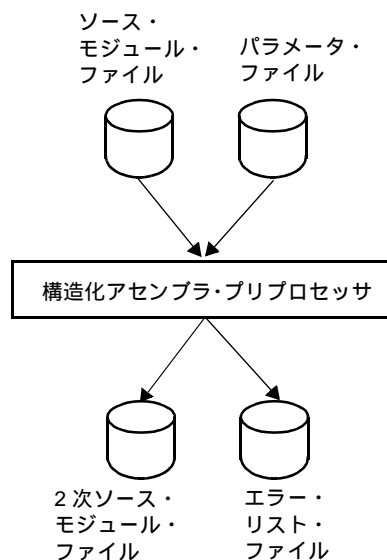 ソース・
モジュール・
ファイル
パラメータ・
ファイル
構造化アセンブラ・プリプロセッサ
2次ソース・
モジュール・
ファイル
エラー・
リスト・
ファイル